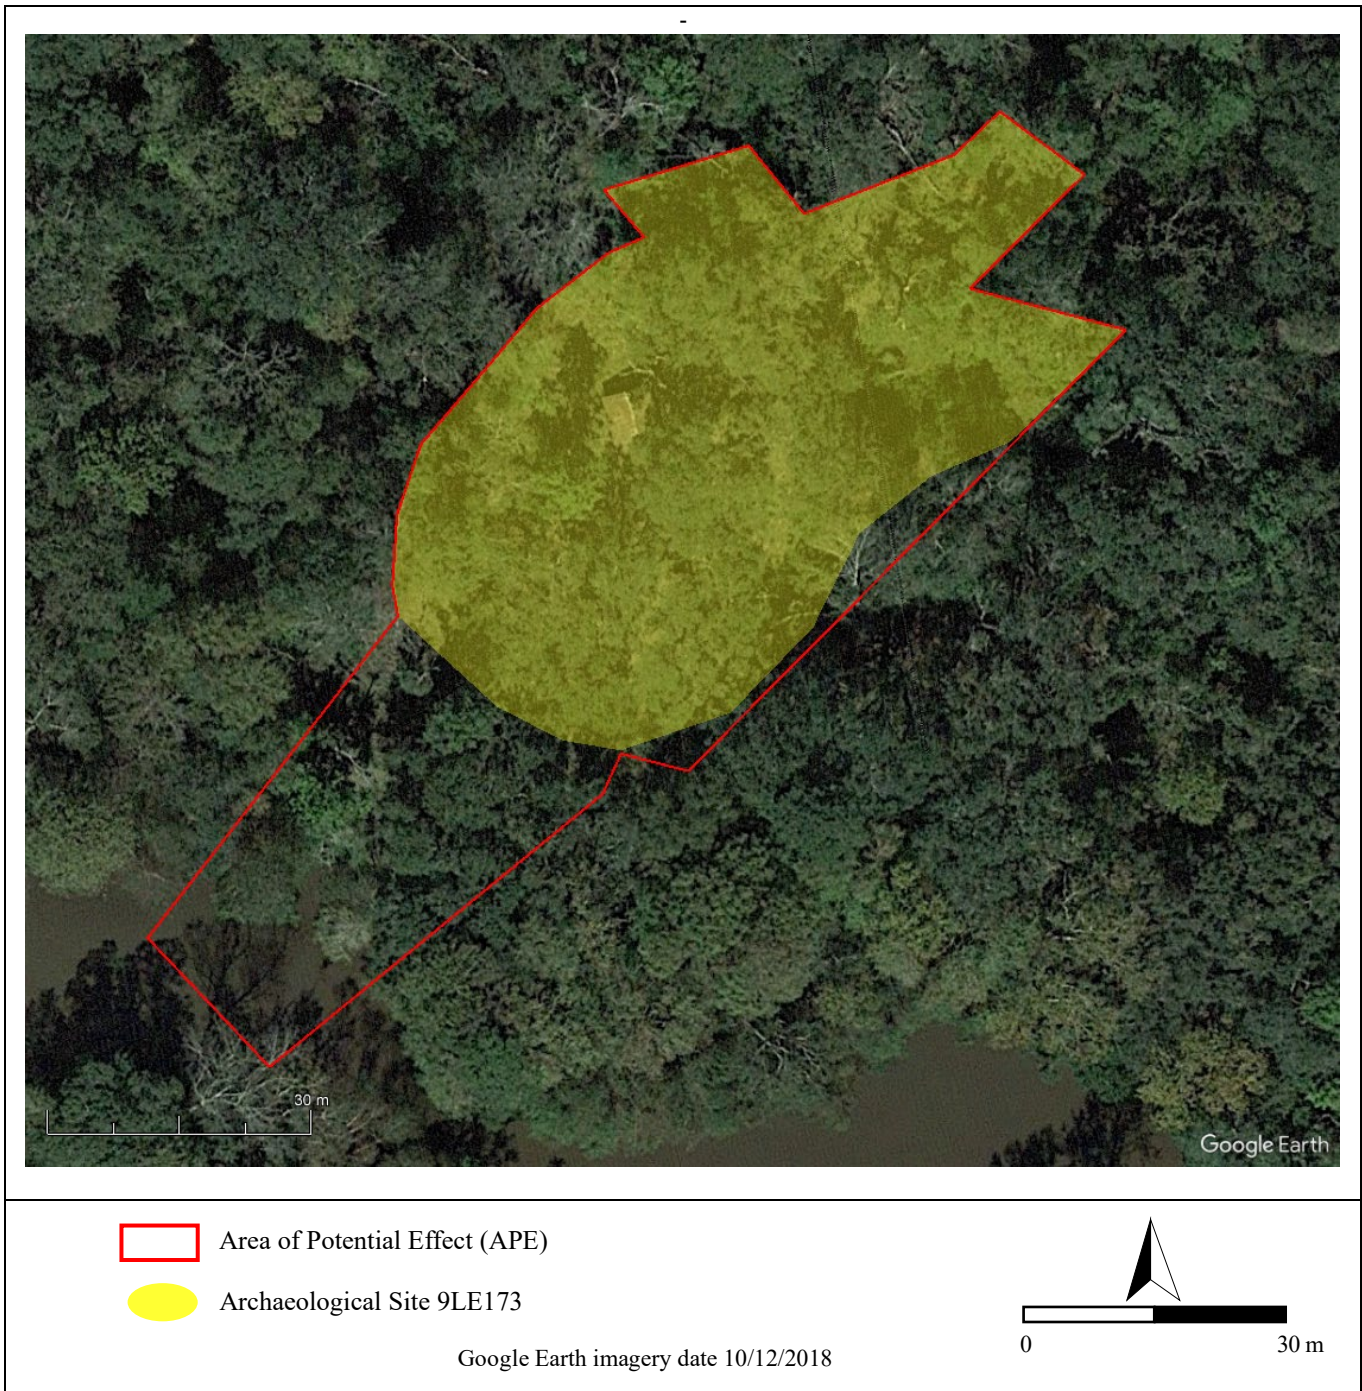 -
30 m
Google Earth
Area of Potential Effect (APE)
Archaeological Site 9LE173
Google Earth imagery date 10/12/2018
0 30 m